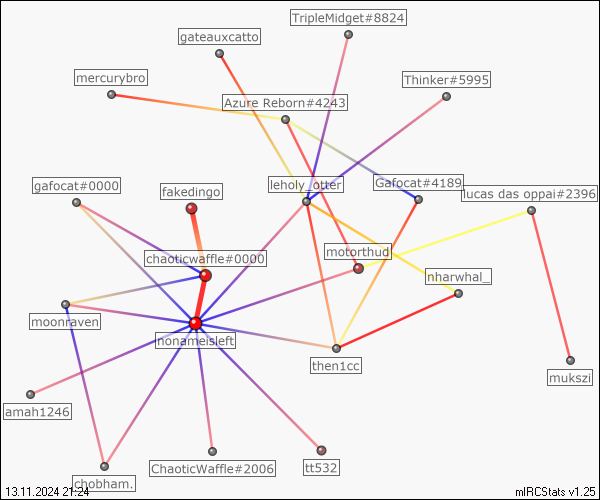 TripleMidget#8824
gateauxcatto
mercurybro
Thinker#5995
Azure Reborn#4243
gafocat#0000
fakedingo
leholy_otter
Gafocat#4189
lucas das oppai#2396
chaoticwaffle#0000
motorthud
nharwhal_
moonraven
nonameisleft
then1cc
mukszi
amah1246
chobham.
ChaoticWaffle#2006
tt532
13.11.2024 21:24
mIRCStats v1.25